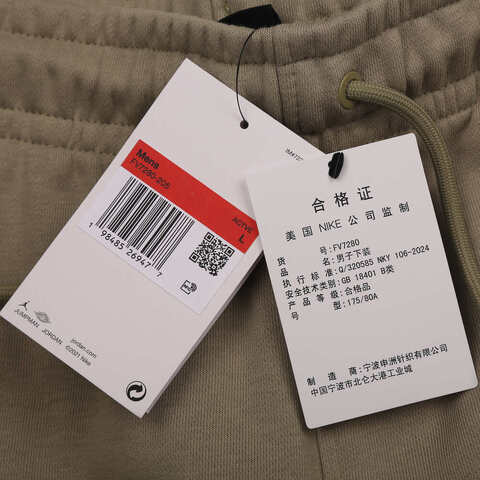 Mens
FV7280-205
ACTVE
L
1 98485 26947 7
JUMPMAN
JORDAN
jordan.com
©2021 Nike
合格证
美国 NIKE 公司监制
货 号:FV7280
品 名:男子下装
执行标准:Q/320585 NKY 106-2024
安全技术类别:GB 18401 B类
产品等级:合格品
型:175/80A
制造商:宁波申洲针织有限公司
中国宁波市北仑大港工业城